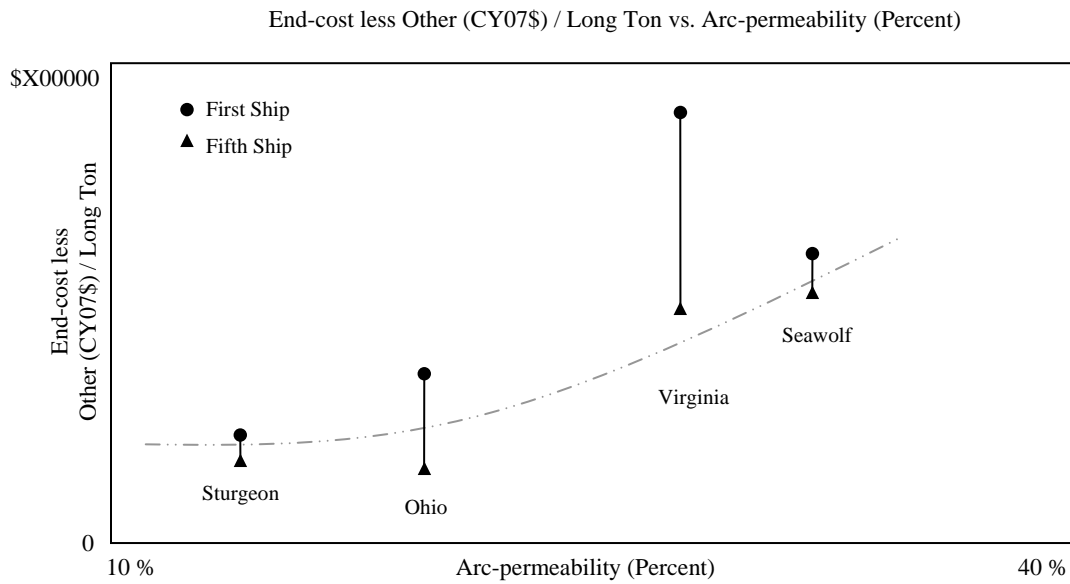 End-cost less Other (CY07$) / Long Ton vs. Arc-permeability (Percent)
$X00000
First Ship
Fifth Ship
End-cost less
Other (CY07$) / Long Ton
Seawolf
Virginia
Sturgeon
Ohio
0
10 %
Arc-permeability (Percent)
40 %